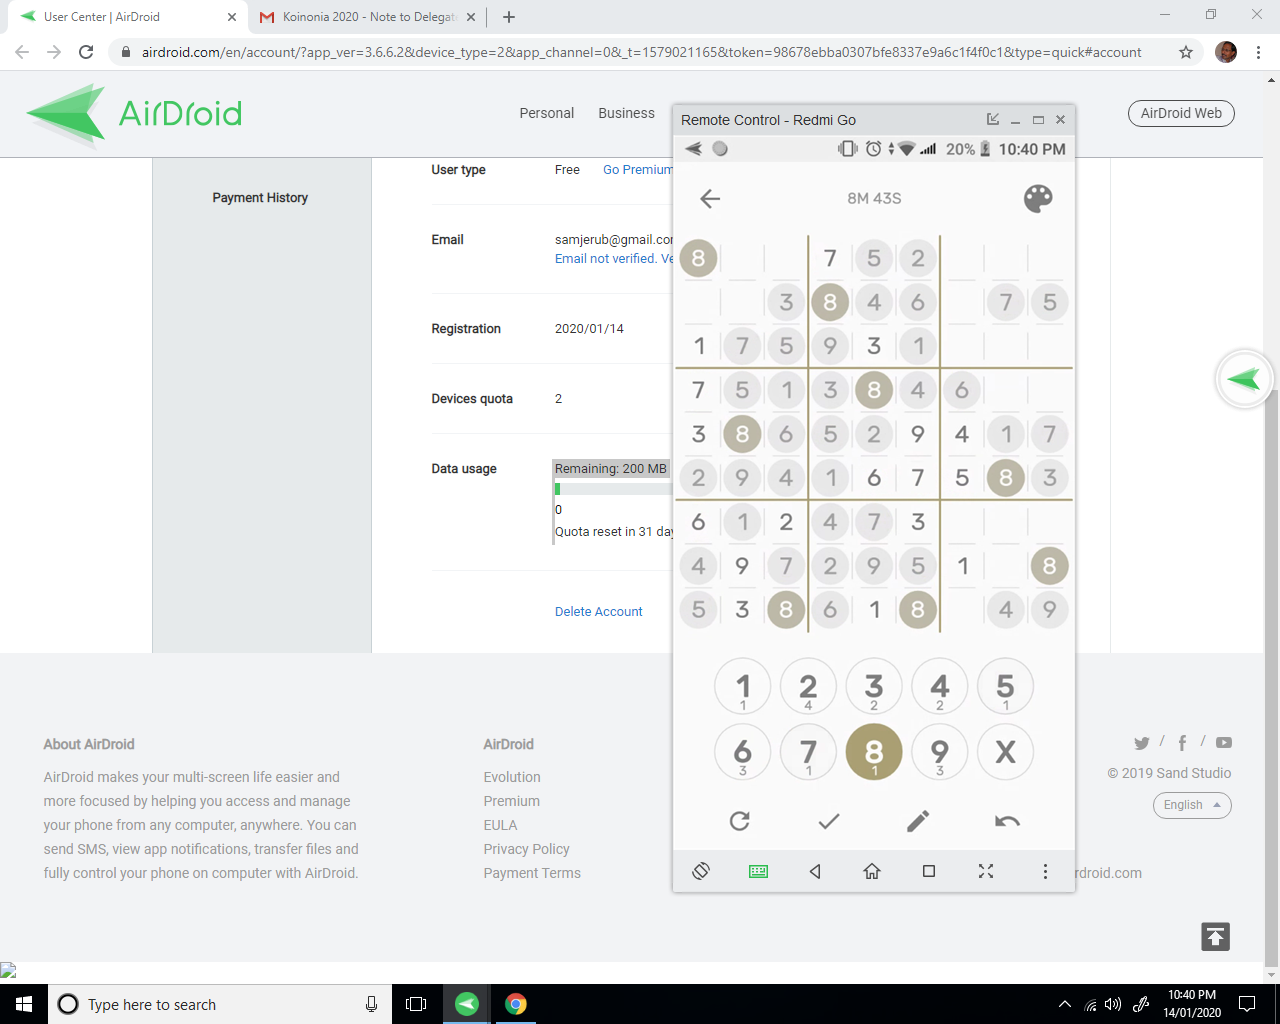 User Center | AirDroid
Koinonia 2020 - Note to Delegat
airdroid.com/en/account/?app_ver=3.6.6.2&device_type=2&app_channel=0&_t=1579021165&token=98678ebba0307bfe8337e9a6c1f4f0c1&type=quick#account
AirDroid
Personal
Business
AirDroid Web
Payment History
User type
Free
Go Premium
Email
samjerub@gmail.co
Email not verified. Ve
Registration
2020/01/14
Devices quota
2
Data usage
Remaining: 200 MB
0
Quota reset in 31 da
Delete Account
Remote Control - Redmi Go
20%
10:40 PM
8M 43S
8 7 5 2
3 8 4 6 7 5
1 7 5 9 3 1
7 5 1 3 8 4 6
3 8 6 5 2 9 4 1 7
2 9 4 1 6 7 5 8 3
6 1 2 4 7 3
4 9 7 2 9 5 1 8
5 3 8 6 1 8 4 9
1 2 3 4 5
1 4 2 2 1
6 7 8 9 X
3 1 1 3
About AirDroid
AirDroid makes your multi-screen life easier and
more focused by helping you access and manage
your phone from any computer, anywhere. You can
send SMS, view app notifications, transfer files and
fully control your phone on computer with AirDroid.
AirDroid
Evolution
Premium
EULA
Privacy Policy
Payment Terms
/ /
© 2019 Sand Studio
English
rdroid.com
Type here to search
10:40 PM
14/01/2020